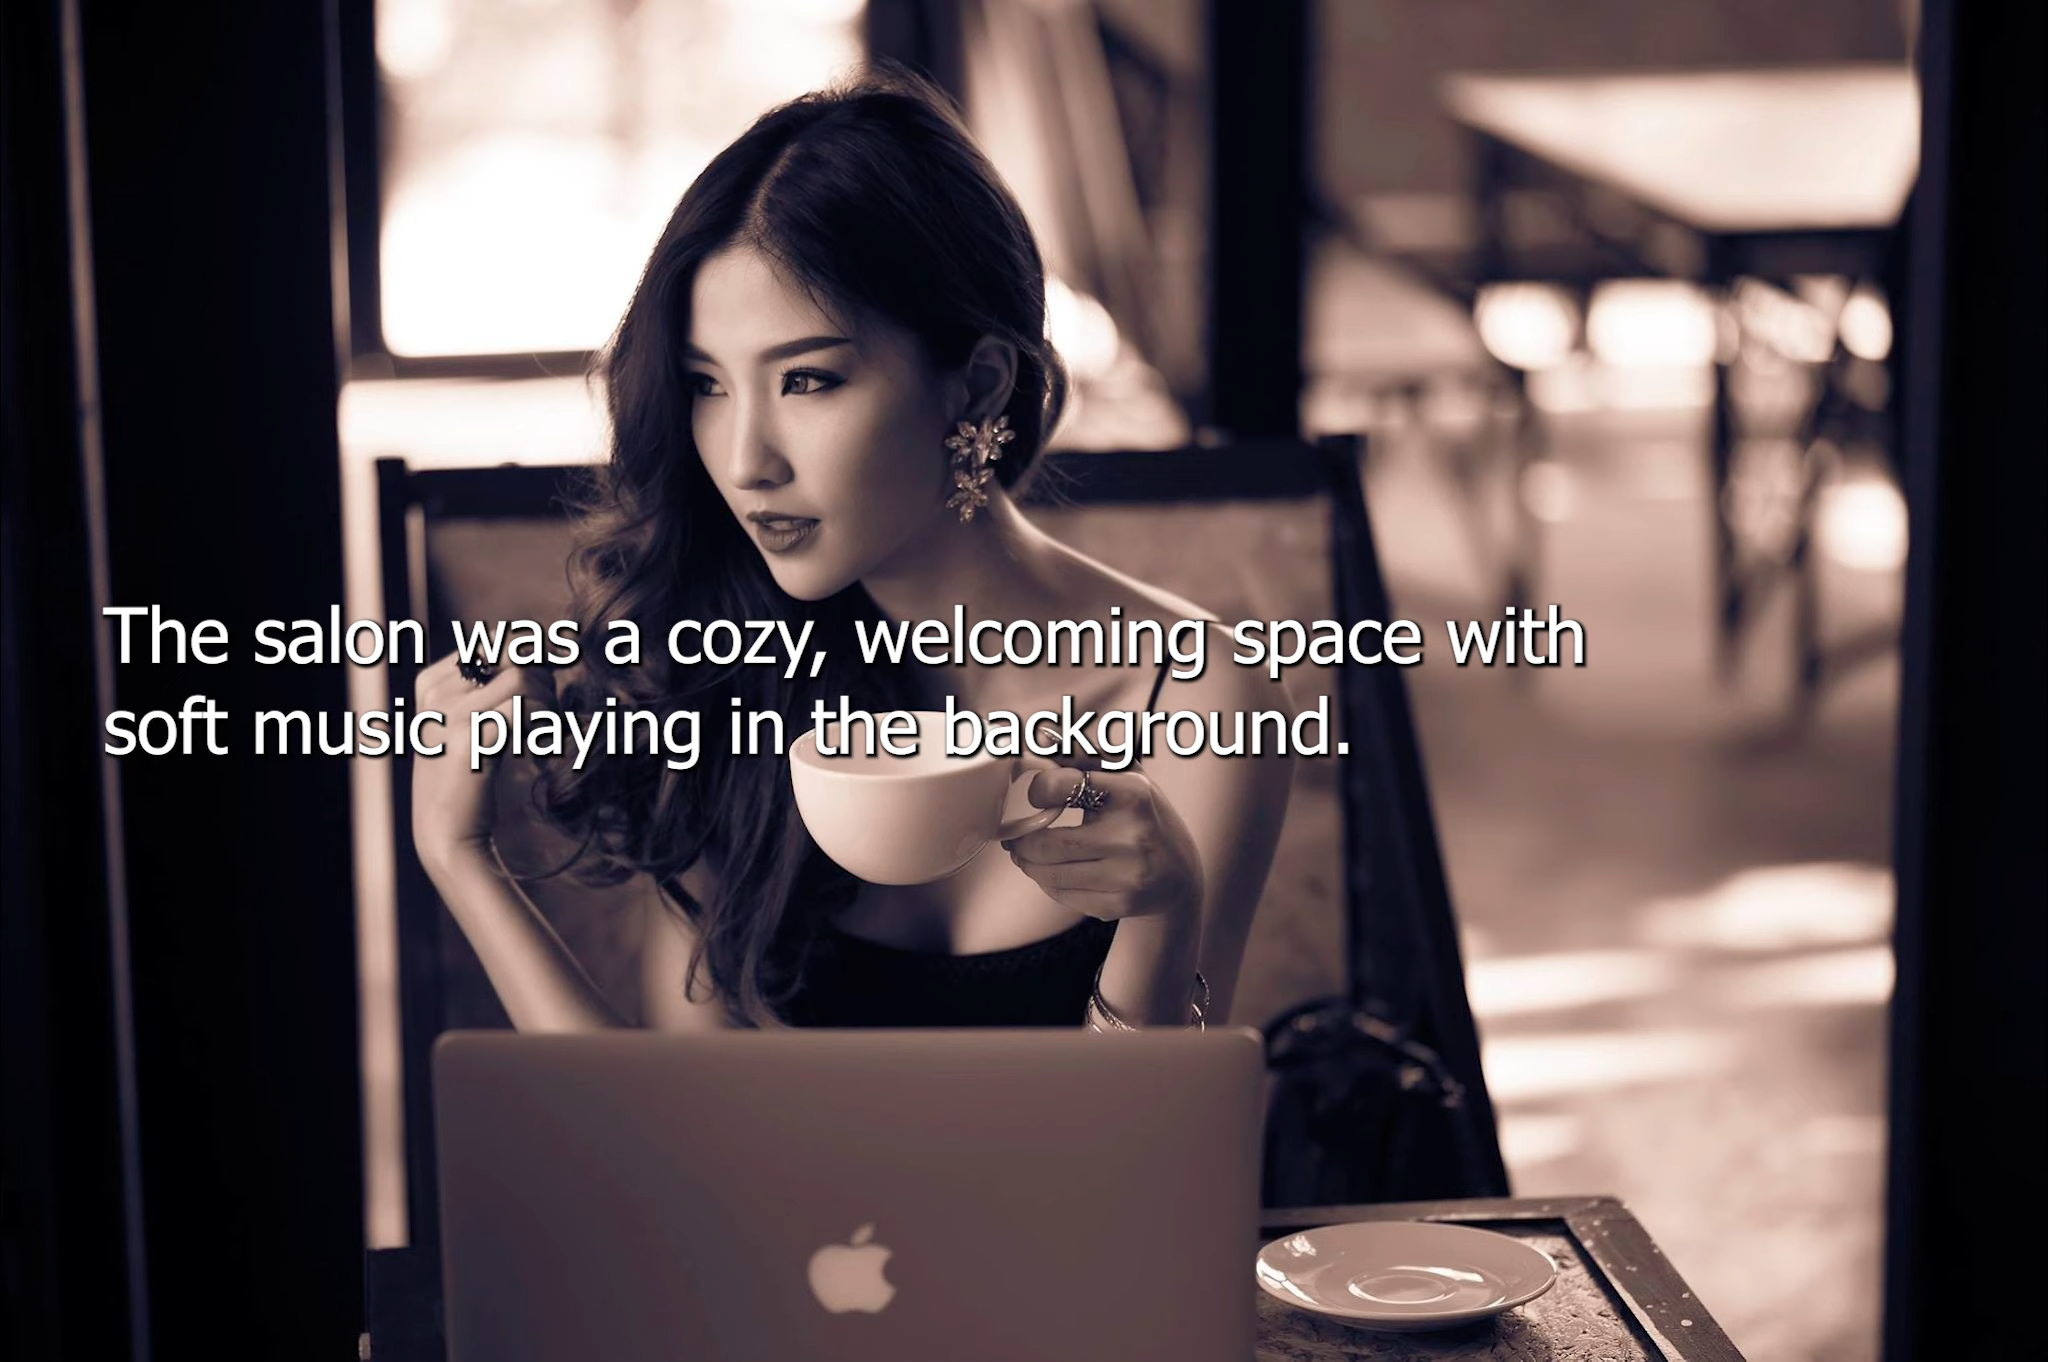 The salon was a cozy, welcoming space with
soft music playing in the background.